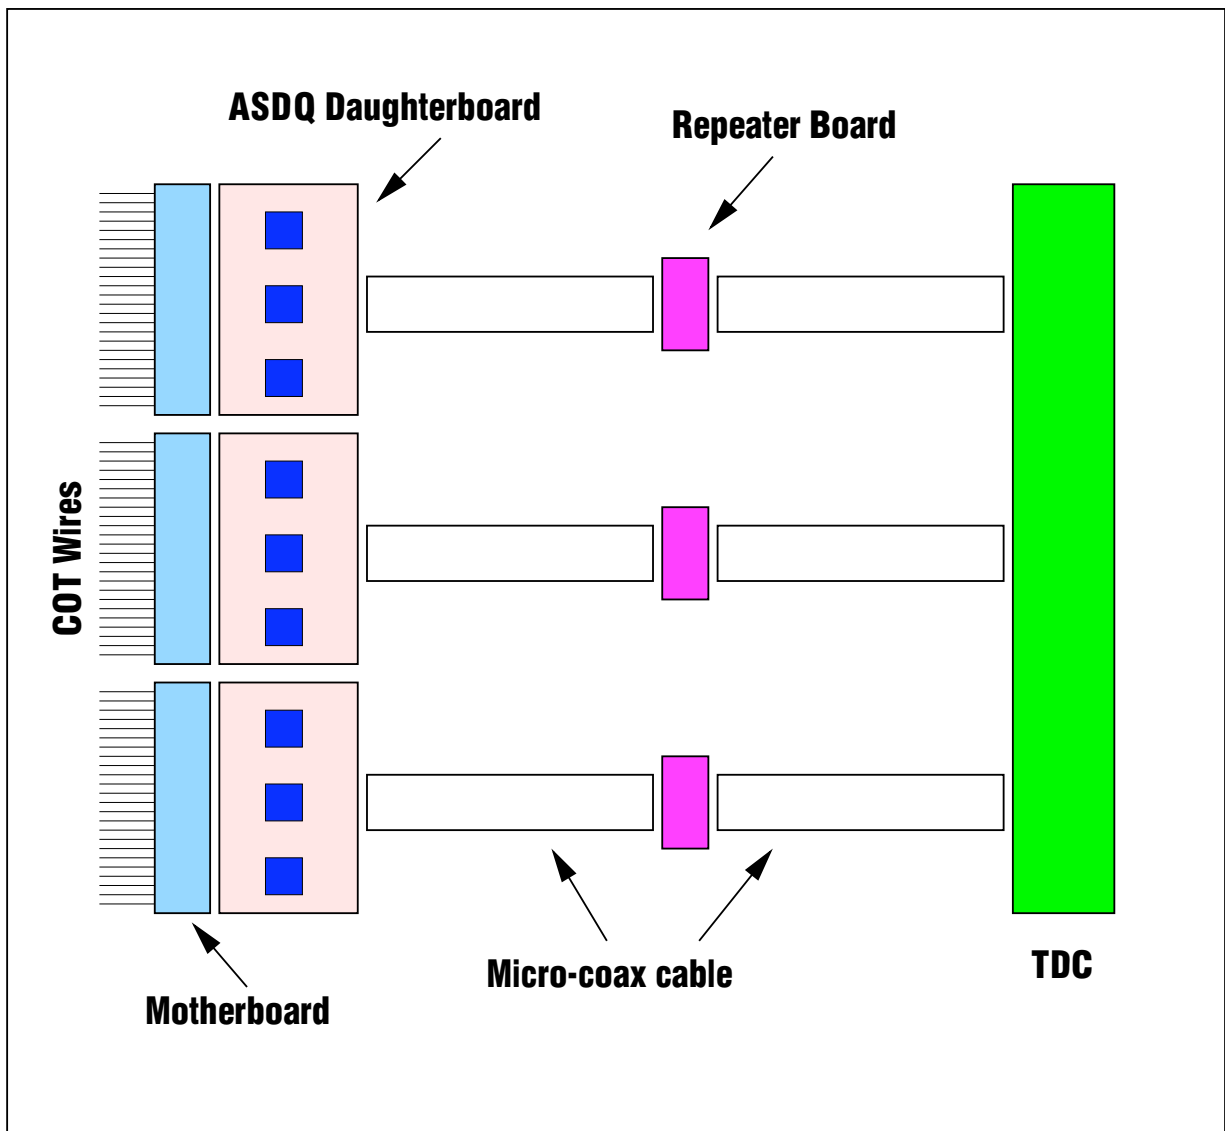 ASDQ Daughterboard
Repeater Board
COT Wires
Micro-coax cable
TDC
Motherboard